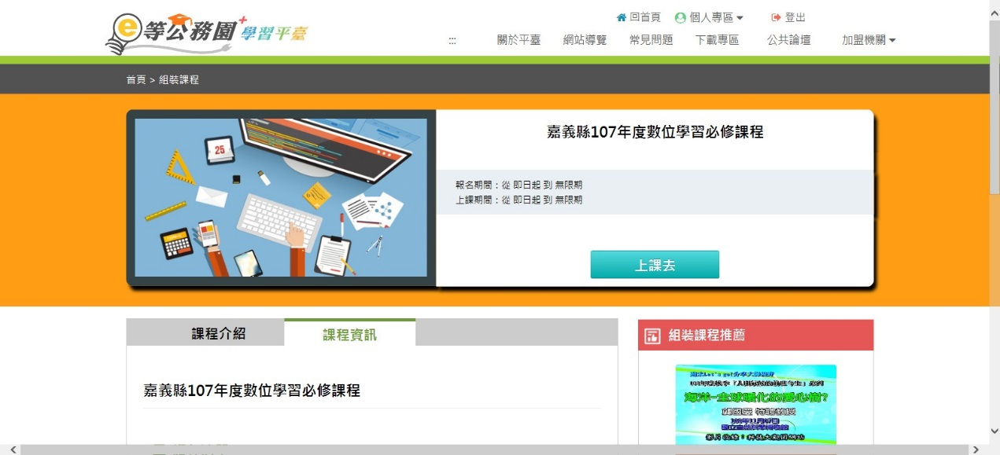 e等公務園+學習平臺
回首頁 個人專區 登出
::: 關於平臺 網站導覽 常見問題 下載專區 公共論壇 加盟機關
首頁 > 組裝課程
25
嘉義縣107年度數位學習必修課程
報名期間：從 即日起 到 無限期
上課期間：從 即日起 到 無限期
上課去
課程介紹 課程資訊
嘉義縣107年度數位學習必修課程
組裝課程推薦
海洋-全球暖化的愛心樹?